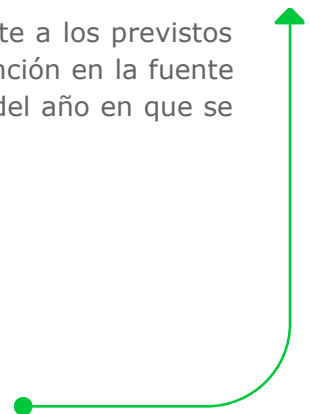 te a los previstos
nción en la fuente
del año en que se